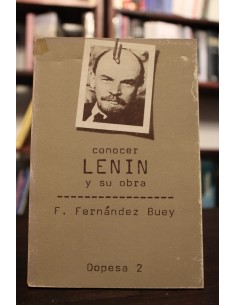 conocer
LENIN
y su obra
F. Fernández Buey
Dopesa 2